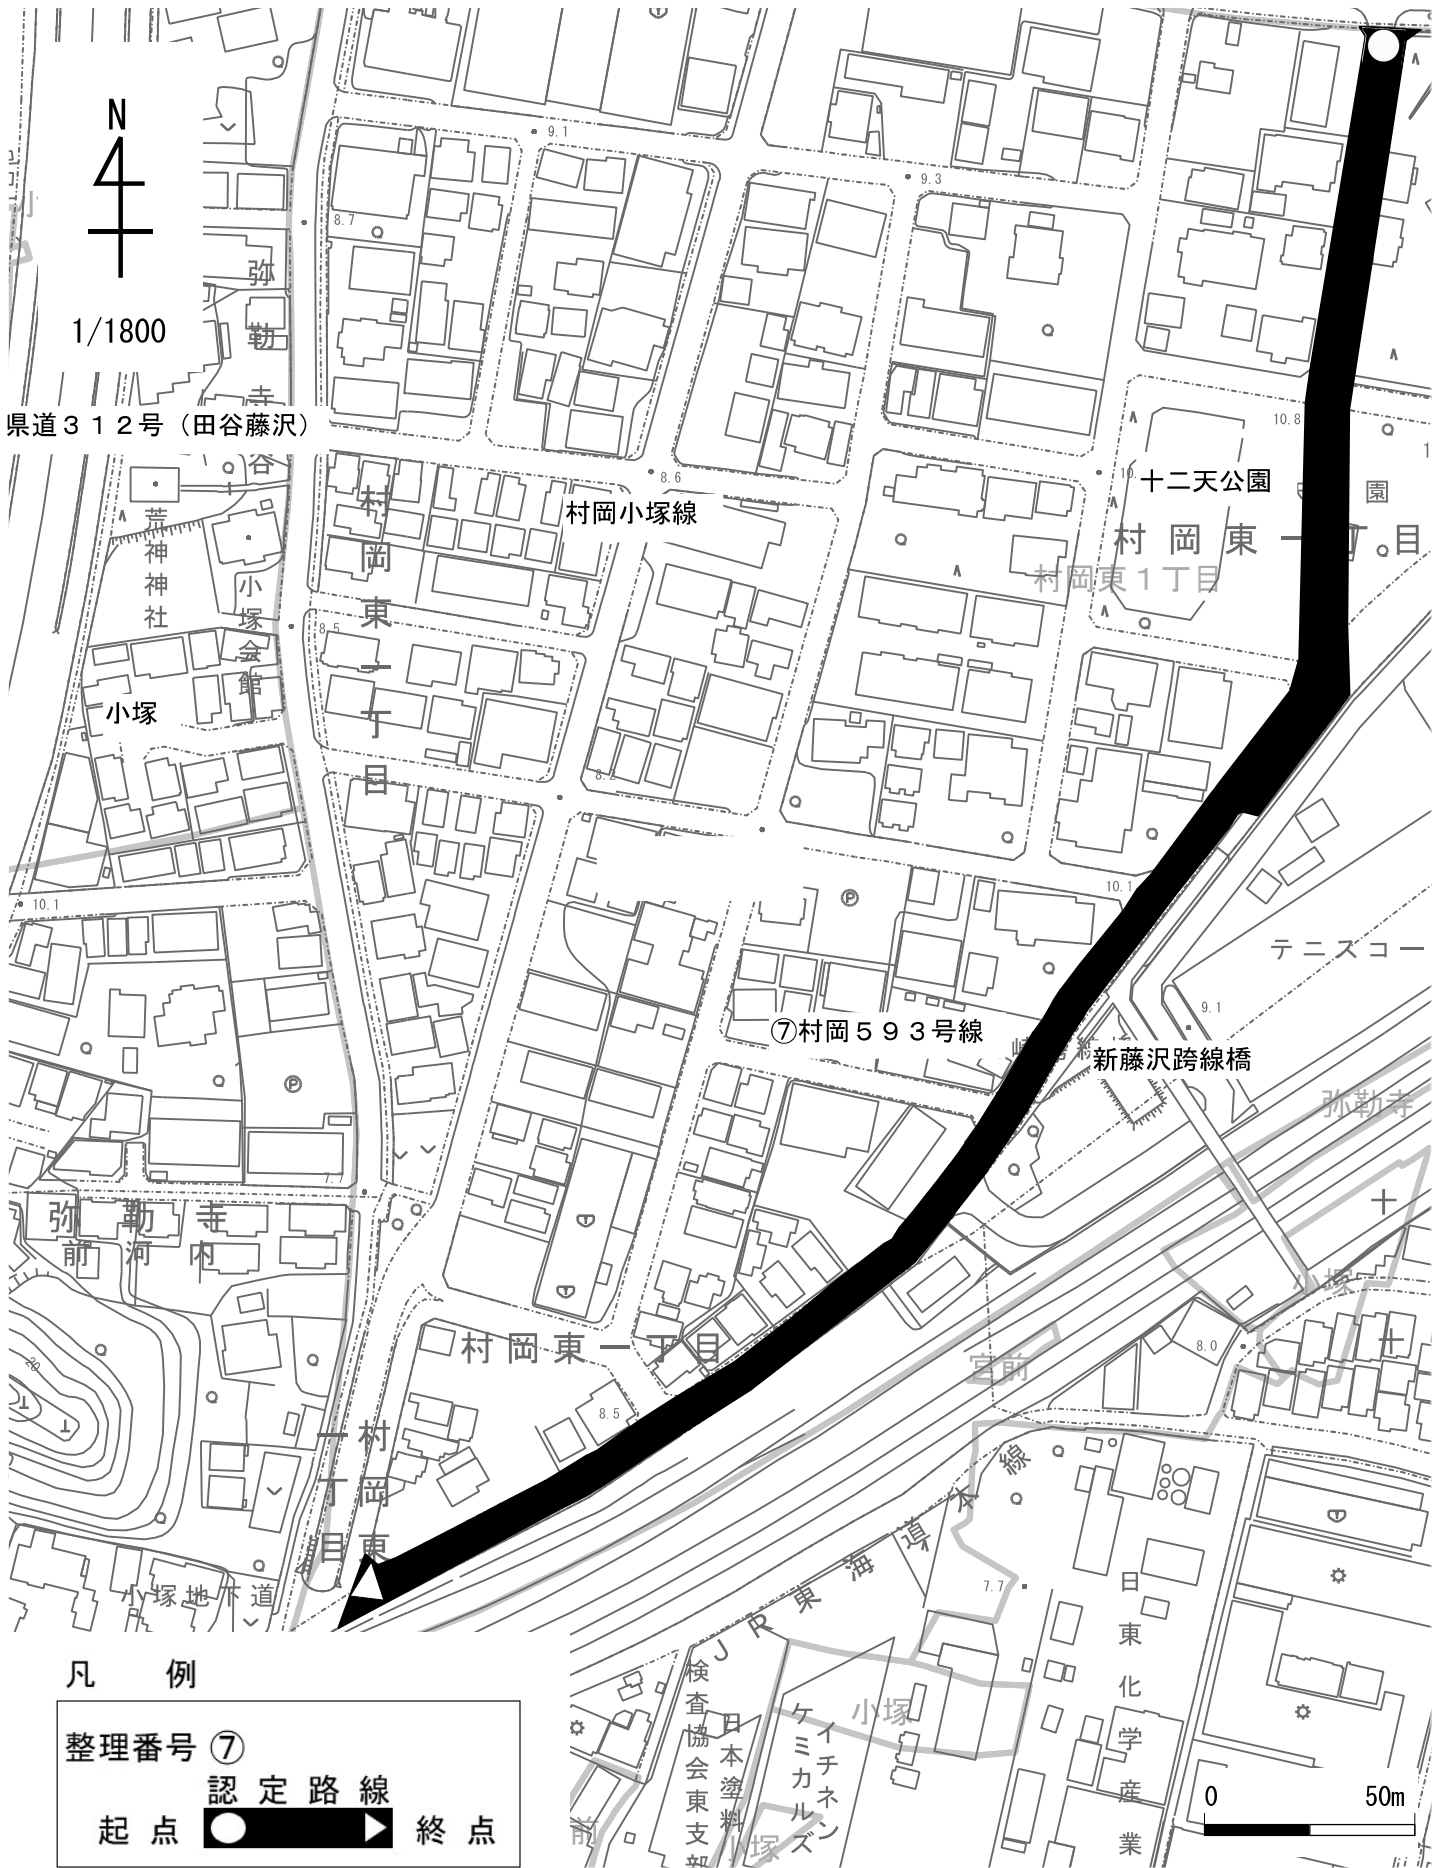 N
1/1800
9.1
9.3
8.7
弥勒寺谷
県道３１２号（田谷藤沢）
10.8
8.6
村岡小塚線
十二天公園
園
荒神神社
小塚会館
村岡東一丁目
村岡東一丁目
村岡東１丁目
8.5
小塚
8.2
10.1
10.1
テニスコー
9.1
⑦村岡５９３号線
新藤沢跨線橋
弥勒寺
7.7
弥勒寺
前河内
小塚
20
村岡東一丁目
宮前
8.0
8.5
村岡東一丁目
小塚地下道
ＪＲ東海道本線
7.7
日東化学産業
凡　例
整理番号 ⑦
認定路線
起点
終点
検査協会東支部
日本塗料
イチネンケミカルズ
小塚
小塚
前
0
50m